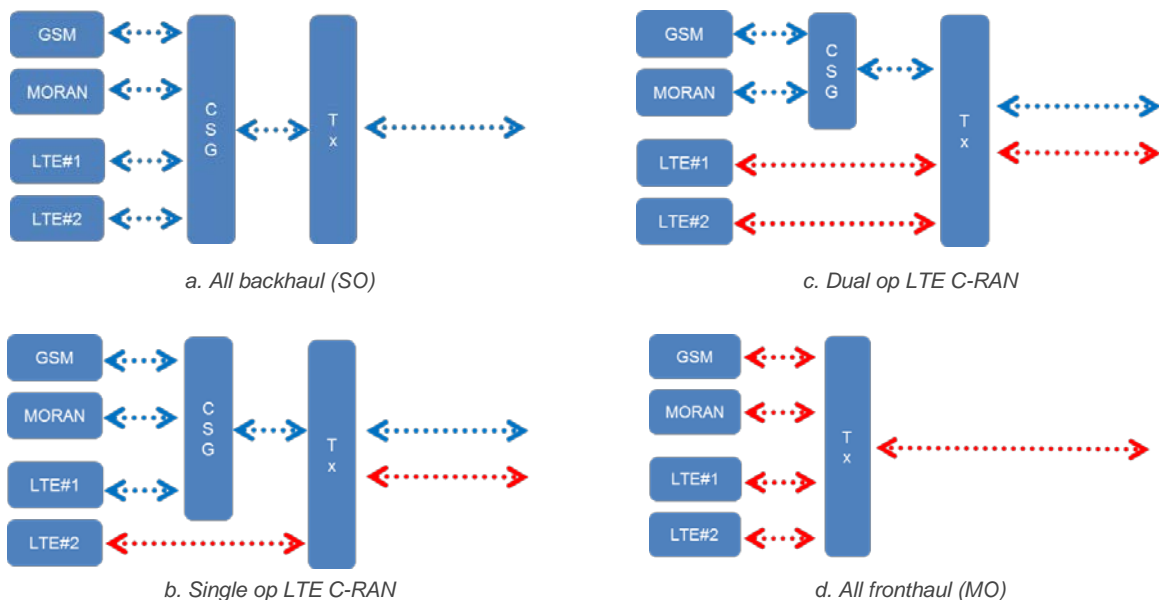 GSM
MORAN
LTE#1
LTE#2
C
S
G
T
x
a. All backhaul (SO)
GSM
MORAN
LTE#1
LTE#2
C
S
G
T
x
c. Dual op LTE C-RAN
GSM
MORAN
LTE#1
LTE#2
C
S
G
T
x
b. Single op LTE C-RAN
GSM
MORAN
LTE#1
LTE#2
T
x
d. All fronthaul (MO)